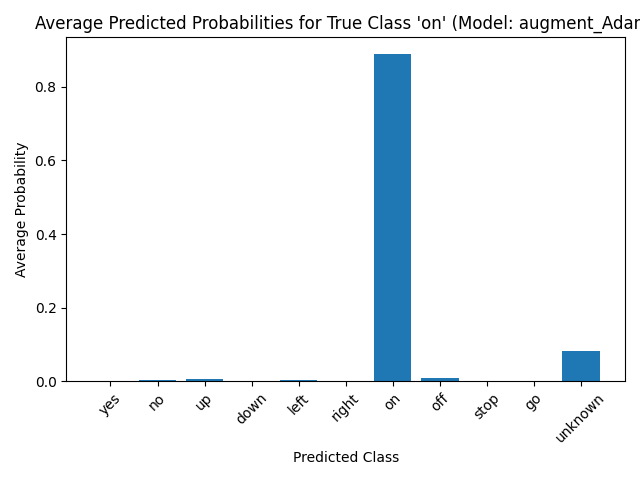 Average Predicted Probabilities for True Class 'on' (Model:
0.8
0.6
0.4
0.2
0.0
Average Probability
yes no up down left right on off stop go unknown
Predicted Class